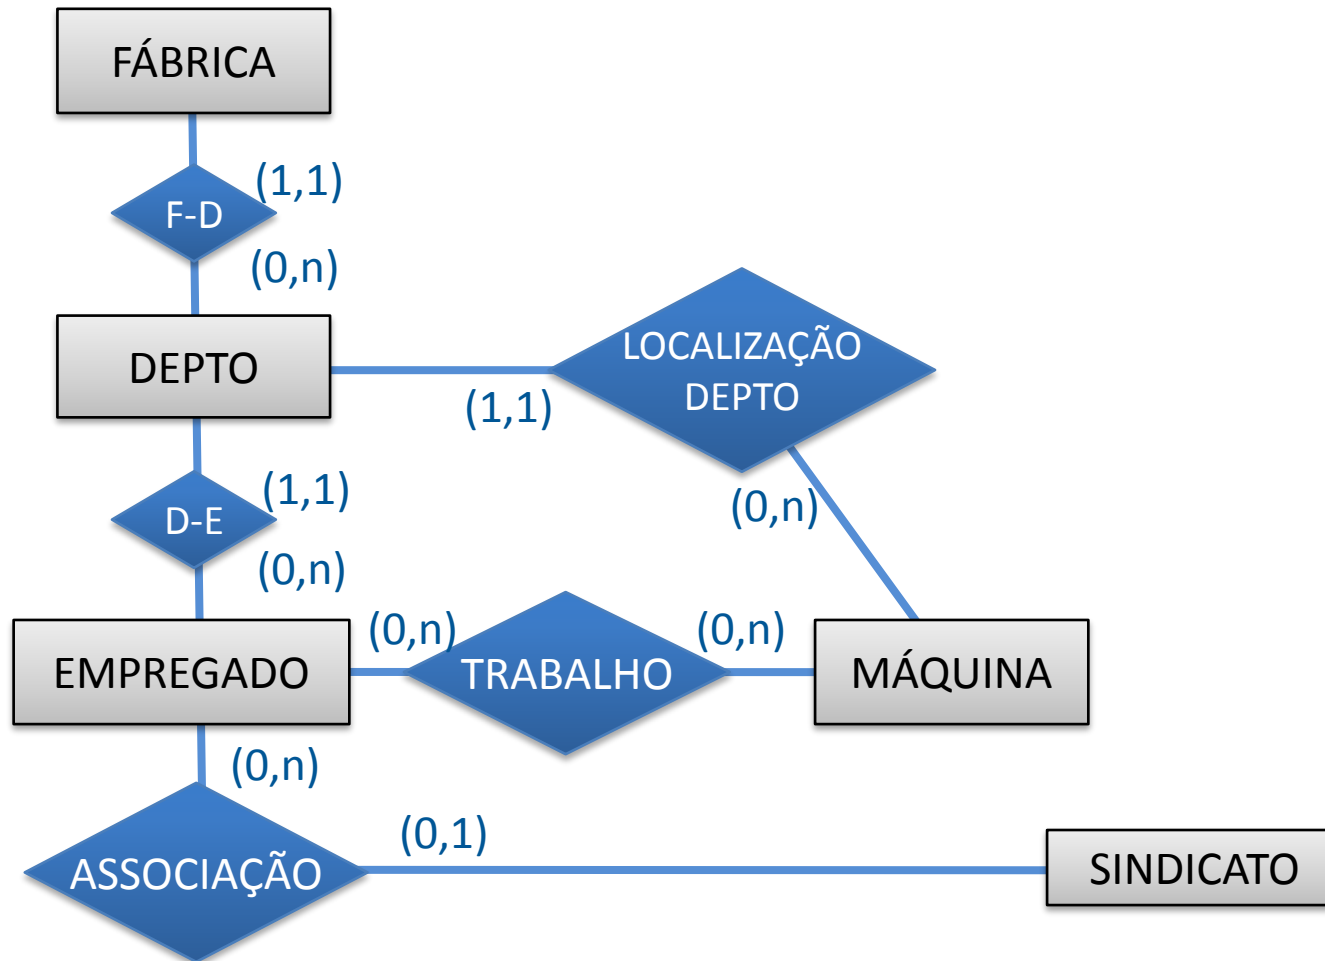 FÁBRICA
(1,1)
F-D
(0,n)
DEPTO
LOCALIZAÇÃO
DEPTO
(1,1)
(1,1)
D-E
(0,n)
(0,n)
(0,n)
(0,n)
EMPREGADO
TRABALHO
MÁQUINA
(0,n)
(0,1)
ASSOCIAÇÃO
SINDICATO